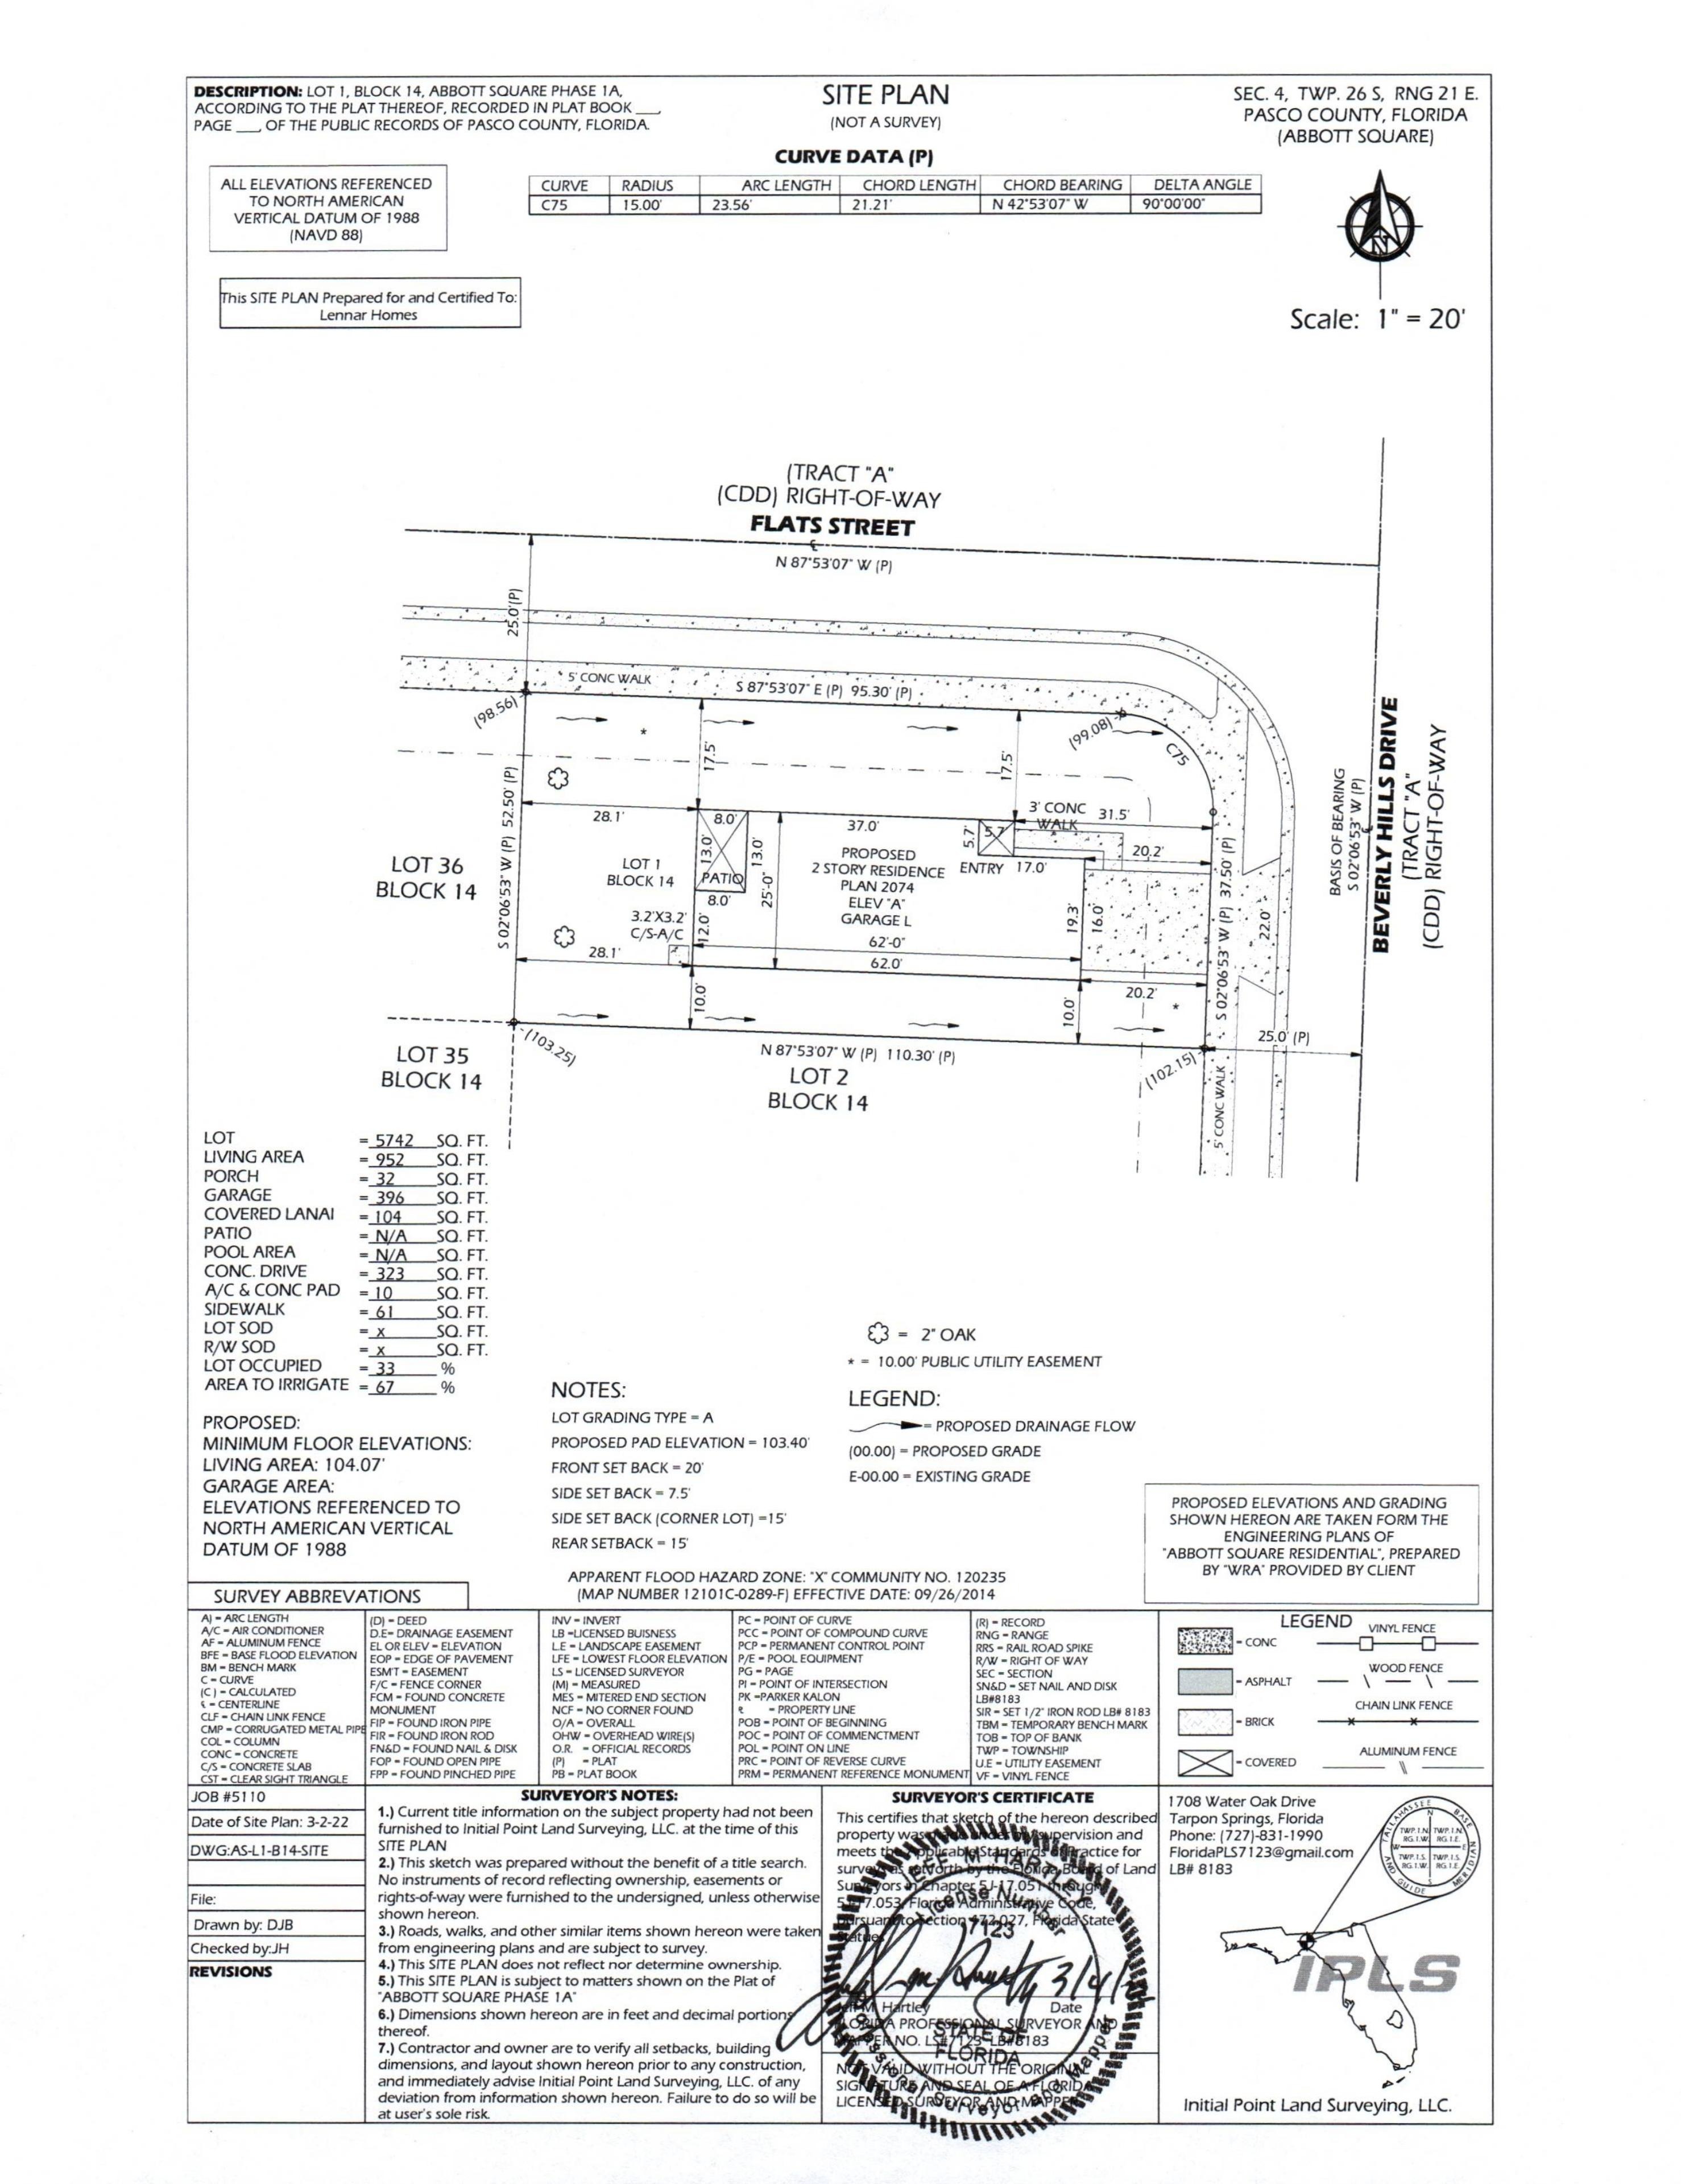 DESCRIPTION: LOT 1, BLOCK 14, ABBOTT SQUARE PHASE 1A,
ACCORDING TO THE PLAT THEREOF, RECORDED IN PLAT BOOK ___,
PAGE ___, OF THE PUBLIC RECORDS OF PASCO COUNTY, FLORIDA.
SITE PLAN
(NOT A SURVEY)
SEC. 4, TWP. 26 S, RNG 21 E.
PASCO COUNTY, FLORIDA
(ABBOTT SQUARE)
CURVE DATA (P)
CURVE RADIUS ARC LENGTH CHORD LENGTH CHORD BEARING DELTA ANGLE
C75 15.00' 23.56' 21.21' N 42°53'07" W 90°00'00"
ALL ELEVATIONS REFERENCED
TO NORTH AMERICAN
VERTICAL DATUM OF 1988
(NAVD 88)
N
This SITE PLAN Prepared for and Certified To:
Lennar Homes
Scale: 1" = 20'
(TRACT "A"
(CDD) RIGHT-OF-WAY
FLATS STREET
N 87°53'07" W (P)
25.0'(P)
5' CONC WALK
S 87°53'07" E (P) 95.30' (P)
(98.56)
(99.08)
C75
*
17.5'
17.5'
S 02°06'53" W (P) 52.50' (P)
28.1'
8.0'
37.0'
3' CONC
WALK
31.5'
5.7'
5.7'
13.0'
13.0'
LOT 36
BLOCK 14
LOT 1
BLOCK 14
PATIO
8.0'
25'-0"
PROPOSED
2 STORY RESIDENCE
PLAN 2074
ELEV "A"
GARAGE L
ENTRY 17.0'
20.2'
3.2'X3.2'
C/S-A/C
12.0'
19.3'
16.0'
62'-0"
62.0'
28.1'
20.2'
*
10.0'
10.0'
S 02°06'53" W (P) 37.50' (P)
22.0'
BASIS OF BEARING
S 02°06'53" W (P)
BEVERLY HILLS DRIVE
(TRACT "A"
(CDD) RIGHT-OF-WAY
25.0' (P)
(103.25)
(102.15)
5' CONC WALK
N 87°53'07" W (P) 110.30' (P)
LOT 35
BLOCK 14
LOT 2
BLOCK 14
LOT = 5742 SQ. FT.
LIVING AREA = 952 SQ. FT.
PORCH = 32 SQ. FT.
GARAGE = 396 SQ. FT.
COVERED LANAI = 104 SQ. FT.
PATIO = N/A SQ. FT.
POOL AREA = N/A SQ. FT.
CONC. DRIVE = 323 SQ. FT.
A/C & CONC PAD = 10 SQ. FT.
SIDEWALK = 61 SQ. FT.
LOT SOD = x SQ. FT.
R/W SOD = x SQ. FT.
LOT OCCUPIED = 33 %
AREA TO IRRIGATE = 67 %
PROPOSED:
MINIMUM FLOOR ELEVATIONS:
LIVING AREA: 104.07'
GARAGE AREA:
ELEVATIONS REFERENCED TO
NORTH AMERICAN VERTICAL
DATUM OF 1988
NOTES:
LOT GRADING TYPE = A
PROPOSED PAD ELEVATION = 103.40'
FRONT SET BACK = 20'
SIDE SET BACK = 7.5'
SIDE SET BACK (CORNER LOT) =15'
REAR SETBACK = 15'
= 2" OAK
* = 10.00' PUBLIC UTILITY EASEMENT
LEGEND:
= PROPOSED DRAINAGE FLOW
(00.00) = PROPOSED GRADE
E-00.00 = EXISTING GRADE
PROPOSED ELEVATIONS AND GRADING
SHOWN HEREON ARE TAKEN FORM THE
ENGINEERING PLANS OF
"ABBOTT SQUARE RESIDENTIAL", PREPARED
BY "WRA" PROVIDED BY CLIENT
APPARENT FLOOD HAZARD ZONE: "X" COMMUNITY NO. 120235
(MAP NUMBER 12101C-0289-F) EFFECTIVE DATE: 09/26/2014
SURVEY ABBREVATIONS
A) = ARC LENGTH
A/C = AIR CONDITIONER
AF = ALUMINUM FENCE
BFE = BASE FLOOD ELEVATION
BM = BENCH MARK
C = CURVE
(C) = CALCULATED
℄ = CENTERLINE
CLF = CHAIN LINK FENCE
CMP = CORRUGATED METAL PIPE
COL = COLUMN
CONC = CONCRETE
C/S = CONCRETE SLAB
CST = CLEAR SIGHT TRIANGLE
(D) = DEED
D.E= DRAINAGE EASEMENT
EL OR ELEV = ELEVATION
EOP = EDGE OF PAVEMENT
ESM'T = EASEMENT
F/C = FENCE CORNER
FCM = FOUND CONCRETE
MONUMENT
FIP = FOUND IRON PIPE
FIR = FOUND IRON ROD
FN&D = FOUND NAIL & DISK
FOP = FOUND OPEN PIPE
FPP = FOUND PINCHED PIPE
INV = INVERT
LB =LICENSED BUISNESS
L.E = LANDSCAPE EASEMENT
LFE = LOWEST FLOOR ELEVATION
LS = LICENSED SURVEYOR
(M) = MEASURED
MES = MITERED END SECTION
NCF = NO CORNER FOUND
O/A = OVERALL
OHW = OVERHEAD WIRE(S)
O.R. = OFFICIAL RECORDS
(P) = PLAT
PB = PLAT BOOK
PC = POINT OF CURVE
PCC = POINT OF COMPOUND CURVE
PCP = PERMANENT CONTROL POINT
P/E = POOL EQUIPMENT
PG = PAGE
PI = POINT OF INTERSECTION
PK =PARKER KALON
= PROPERTY LINE
POB = POINT OF BEGINNING
POC = POINT OF COMMENCTMENT
POL = POINT ON LINE
PRC = POINT OF REVERSE CURVE
PRM = PERMANENT REFERENCE MONUMENT
(R) = RECORD
RNG = RANGE
RRS = RAIL ROAD SPIKE
R/W = RIGHT OF WAY
SEC = SECTION
SN&D = SET NAIL AND DISK
LB#8183
SIR = SET 1/2" IRON ROD LB# 8183
TBM = TEMPORARY BENCH MARK
TOB = TOP OF BANK
TWP = TOWNSHIP
U.E = UTILITY EASEMENT
VF = VINYL FENCE
LEGEND
= CONC
= ASPHALT
= BRICK
= COVERED
VINYL FENCE
WOOD FENCE
CHAIN LINK FENCE
ALUMINUM FENCE
JOB #5110
Date of Site Plan: 3-2-22
DWG:AS-L1-B14-SITE
File:
Drawn by: DJB
Checked by:JH
REVISIONS
SURVEYOR'S NOTES:
1.) Current title information on the subject property had not been
furnished to Initial Point Land Surveying, LLC. at the time of this
SITE PLAN
2.) This sketch was prepared without the benefit of a title search.
No instruments of record reflecting ownership, easements or
rights-of-way were furnished to the undersigned, unless otherwise
shown hereon.
3.) Roads, walks, and other similar items shown hereon were taken
from engineering plans and are subject to survey.
4.) This SITE PLAN does not reflect nor determine ownership.
5.) This SITE PLAN is subject to matters shown on the Plat of
"ABBOTT SQUARE PHASE 1A"
6.) Dimensions shown hereon are in feet and decimal portions
thereof.
7.) Contractor and owner are to verify all setbacks, building
dimensions, and layout shown hereon prior to any construction,
and immediately advise Initial Point Land Surveying, LLC. of any
deviation from information shown hereon. Failure to do so will be
at user's sole risk.
SURVEYOR'S CERTIFICATE
This certifies that sketch of the hereon described
property was made under my supervision and
meets the Applicable Standards of Practice for
surveys as set forth by the Florida Board of Land
Surveyors in Chapter 5J-17.051 through
5J-17.053, Florida Administrative Code,
pursuant to Section 472.027, Florida State
Statues
License Number
7123
Hartley Date
FLORIDA PROFESSIONAL SURVEYOR AND
MAPPER NO. LS#7123 LB#8183
STATE OF
FLORIDA
Professional Surveyor and Mapper
NOT VALID WITHOUT THE ORIGINAL
SIGNATURE AND SEAL OF A FLORIDA
LICENSED SURVEYOR AND MAPPER
1708 Water Oak Drive
Tarpon Springs, Florida
Phone: (727)-831-1990
FloridaPLS7123@gmail.com
LB# 8183
TALLAHASSEE BASE
MERIDIAN AND GUIDE
N
W E
S
TWP.1.N. TWP.1.N.
RG.1.W. RG.1.E.
TWP.1.S. TWP.1.S.
RG.1.W. RG.1.E.
IPLS
Initial Point Land Surveying, LLC.